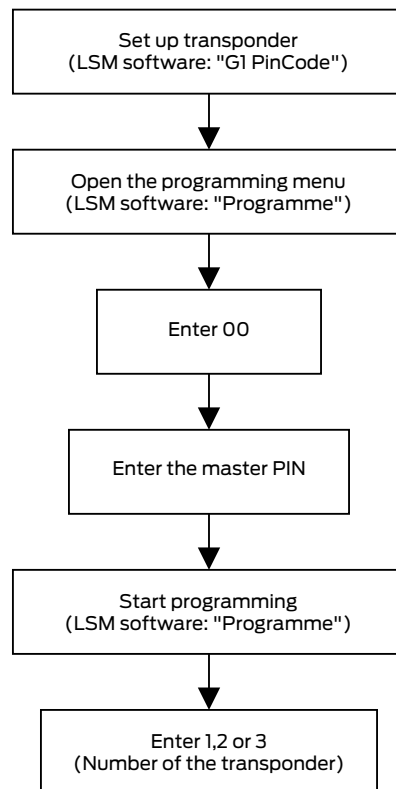 Set up transponder
(LSM software: "G1 PinCode")
Open the programming menu
(LSM software: "Programme")
Enter 00
Enter the master PIN
Start programming
(LSM software: "Programme")
Enter 1,2 or 3
(Number of the transponder)